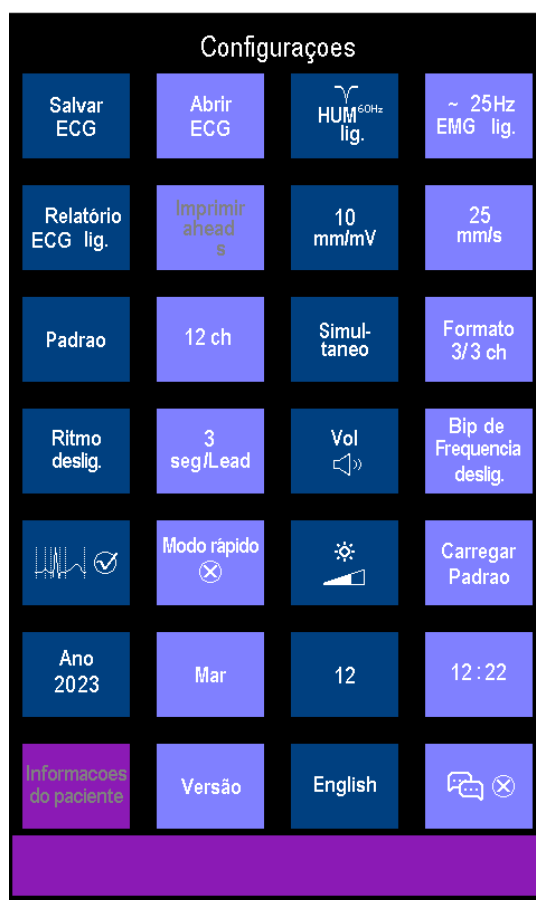 Configuraçoes
Salvar
ECG
Abrir
ECG
HUM 60Hz
lig.
~ 25Hz
EMG lig.
Relatório
ECG lig.
Imprimir
ahead
s
10
mm/mV
25
mm/s
Padrao
12 ch
Simul-
taneo
Formato
3/3 ch
Ritmo
deslig.
3
seg/Lead
Vol
Bip de
Frequencia
deslig.
Modo rápido
Carregar
Padrao
Ano
2023
Mar
12
12:22
Informacoes
do paciente
Versão
English